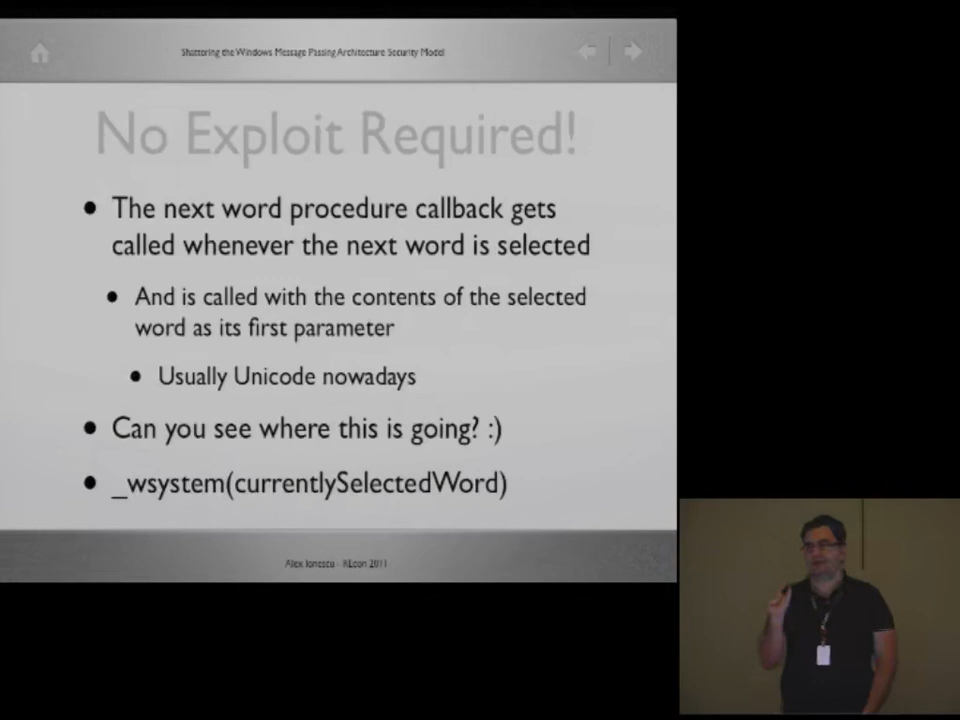 Shattering the Windows Message Passing Architecture Security Model
No Exploit Required!
The next word procedure callback gets
called whenever the next word is selected
And is called with the contents of the selected
word as its first parameter
Usually Unicode nowadays
Can you see where this is going? :)
_wsystem(currentlySelectedWord)
Alex Ionescu - REcon 2011